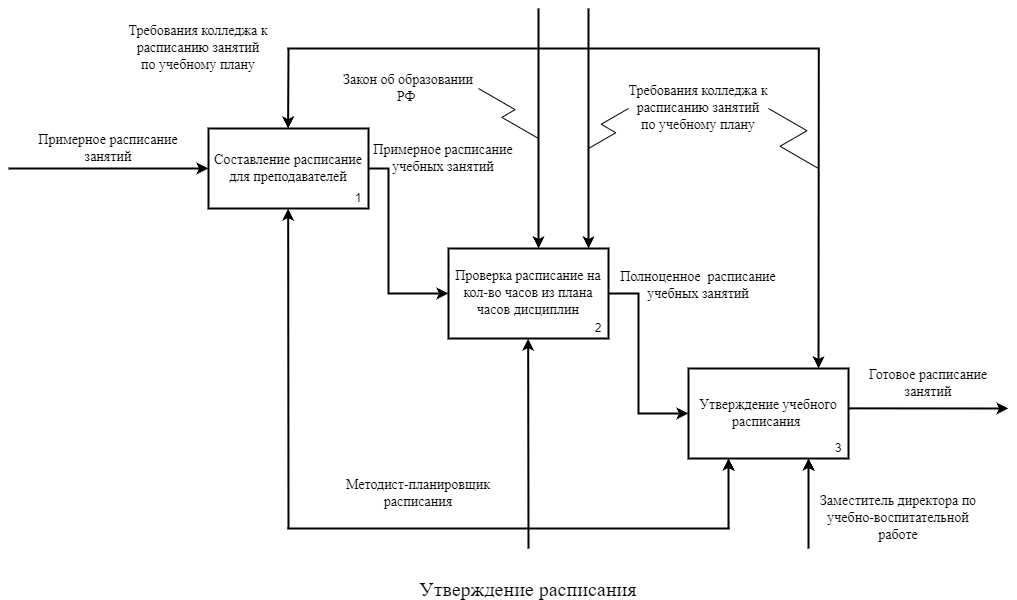 Требования колледжа к
расписанию занятий
по учебному плану
Закон об образовании
РФ
Требования колледжа к
расписанию занятий
по учебному плану
Примерное расписание
занятий
Составление расписание
для преподавателей
1
Примерное расписание
учебных занятий
Проверка расписание на
кол-во часов из плана
часов дисциплин
2
Полноценное расписание
учебных занятий
Утверждение учебного
расписания
3
Готовое расписание
занятий
Методист-планировщик
расписания
Заместитель директора по
учебно-воспитательной
работе
Утверждение расписания